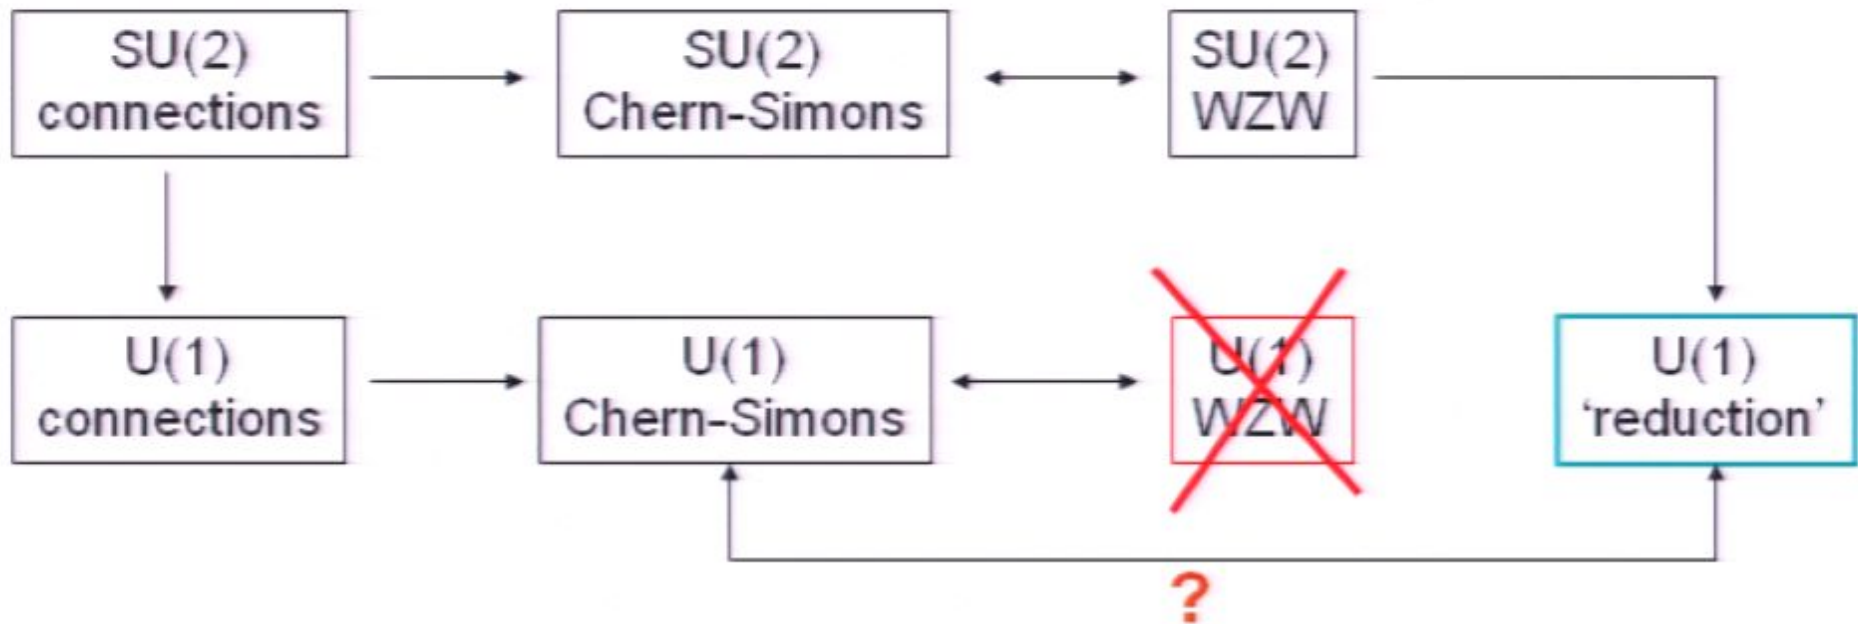 SU(2)
connections
SU(2)
Chern-Simons
SU(2)
WZW
U(1)
connections
U(1)
Chern-Simons
U(1)
WZW
U(1)
‘reduction’
?